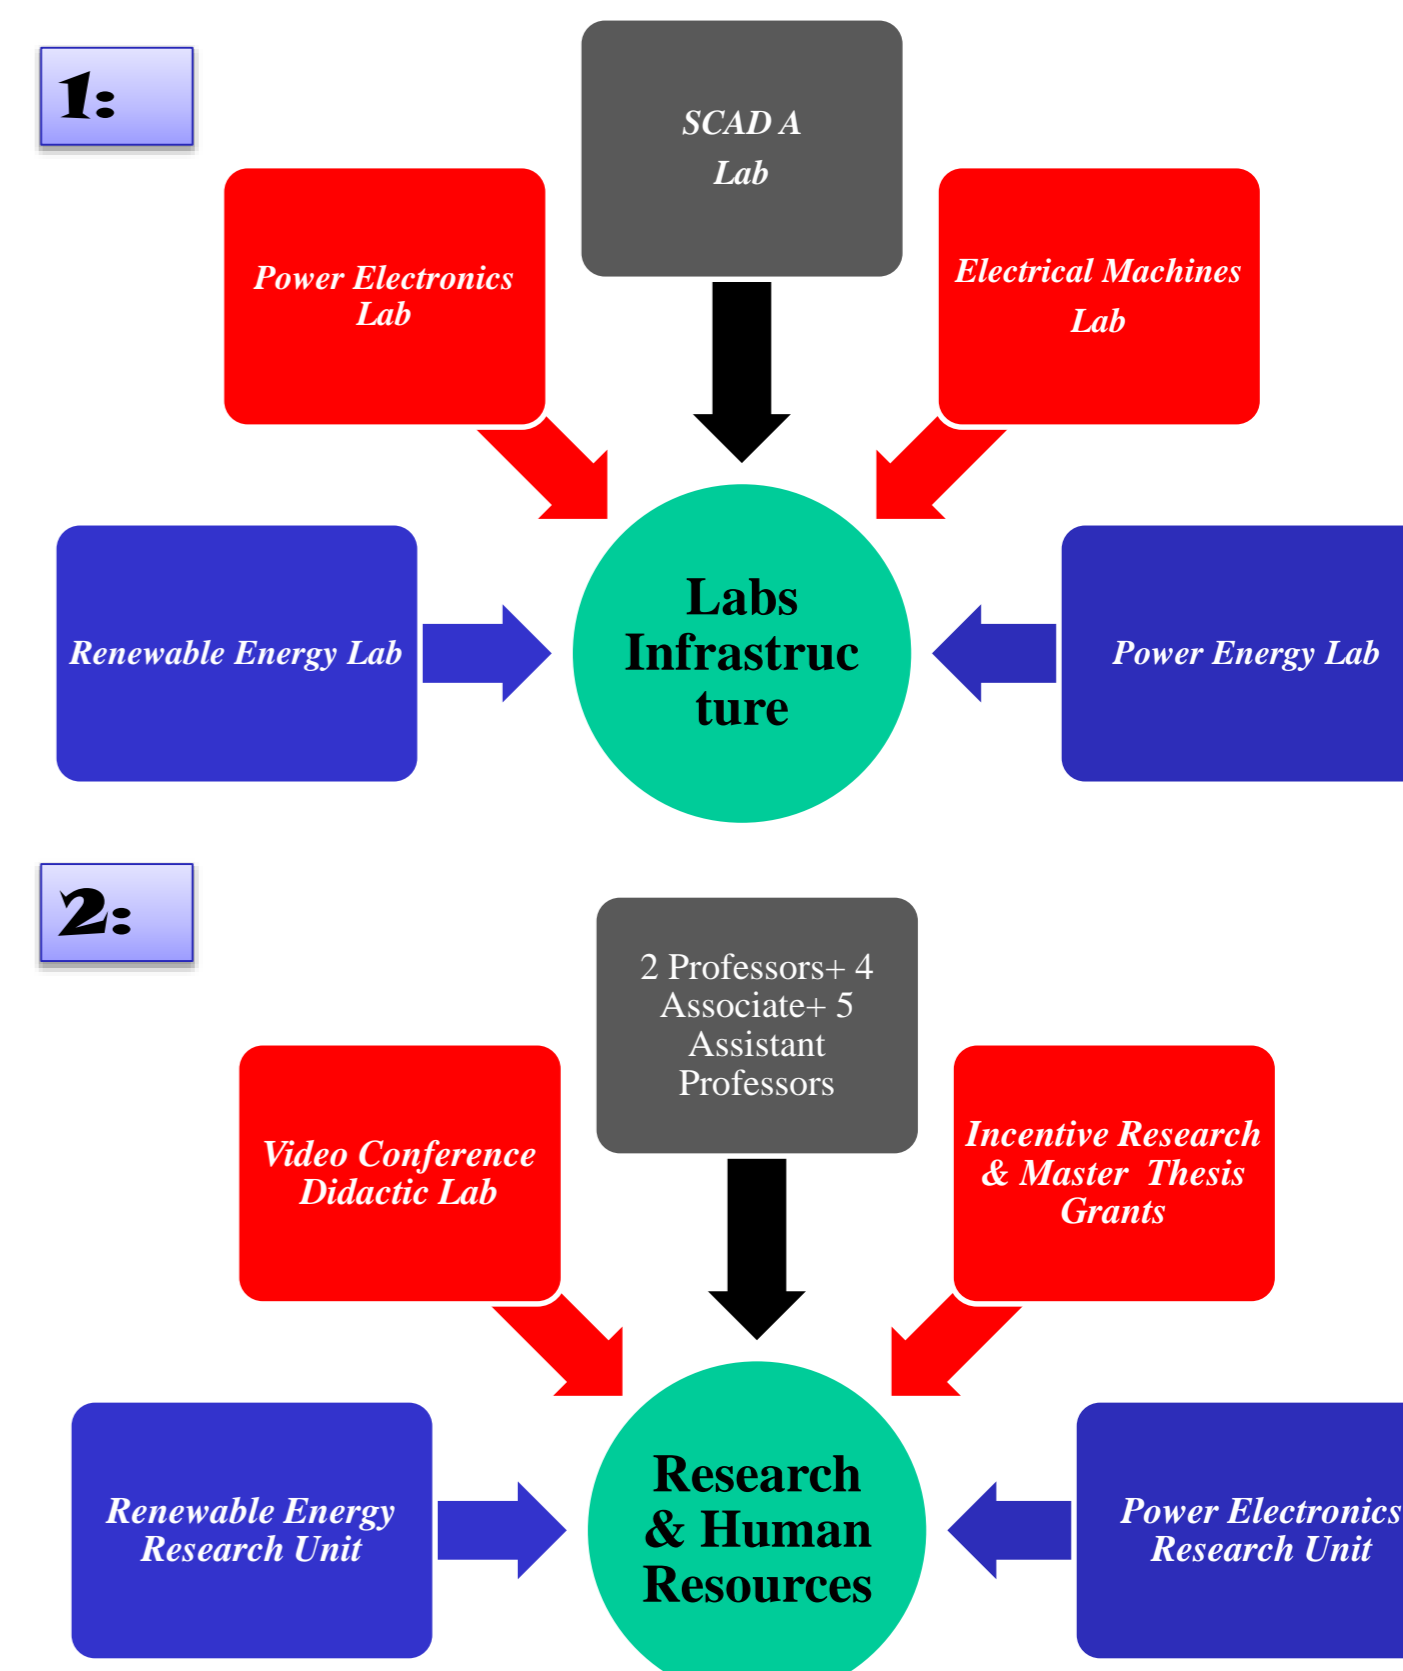 1:
SCAD A
Lab
Power Electronics
Lab
Electrical Machines
Lab
Renewable Energy Lab
Labs
Infrastruc
ture
Power Energy Lab
2:
2 Professors+ 4
Associate+ 5
Assistant
Professors
Video Conference
Didactic Lab
Incentive Research
& Master Thesis
Grants
Renewable Energy
Research Unit
Research
& Human
Resources
Power Electronics
Research Unit